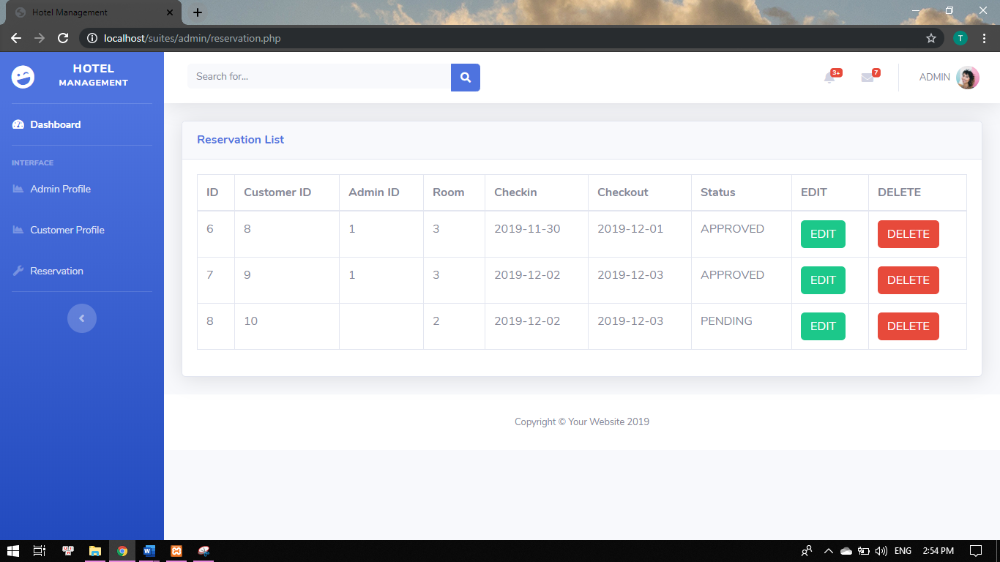 Hotel Management
localhost/suites/admin/reservation.php
T
HOTEL
MANAGEMENT
Search for...
3+
7
ADMIN
Dashboard
INTERFACE
Admin Profile
Customer Profile
Reservation
Reservation List
ID Customer ID Admin ID Room Checkin Checkout Status EDIT DELETE
6 8 1 3 2019-11-30 2019-12-01 APPROVED EDIT DELETE
7 9 1 3 2019-12-02 2019-12-03 APPROVED EDIT DELETE
8 10 2 2019-12-02 2019-12-03 PENDING EDIT DELETE
Copyright © Your Website 2019
ENG 2:54 PM